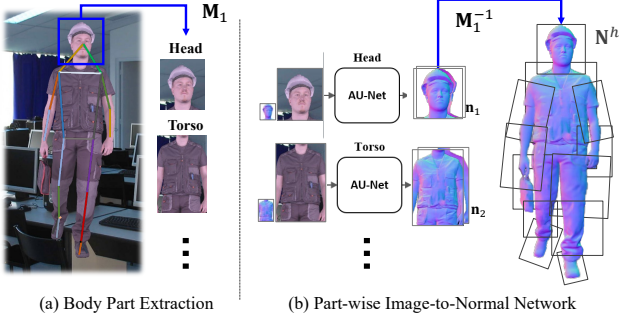 M₁
Head
Torso
(a) Body Part Extraction
M₁⁻¹
Nʰ
Head
AU-Net
n₁
Torso
AU-Net
n₂
(b) Part-wise Image-to-Normal Network